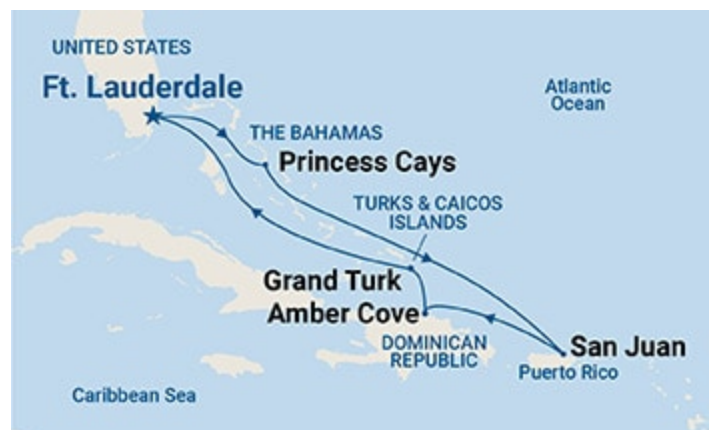 UNITED STATES
Ft. Lauderdale
Atlantic
Ocean
THE BAHAMAS
Princess Cays
TURKS & CAICOS
ISLANDS
Grand Turk
Amber Cove
DOMINICAN
REPUBLIC
San Juan
Puerto Rico
Caribbean Sea